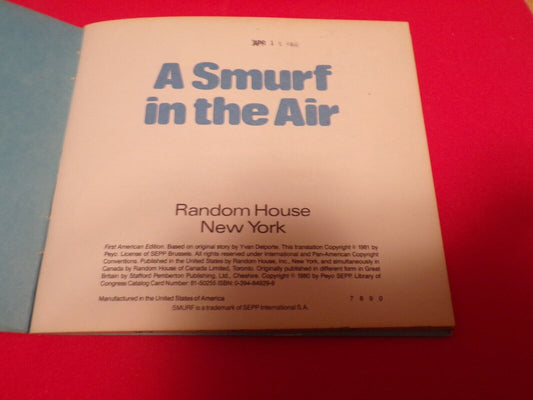 APR 1 5 1982
A Smurf
in the Air
Random House
New York
First American Edition. Based on original story by Yvan Delporte. This translation Copyright © 1981 by
Peyo. License of SEPP Brussels. All rights reserved under International and Pan-American Copyright
Conventions. Published in the United States by Random House, Inc., New York, and simultaneously in
Canada by Random House of Canada Limited, Toronto. Originally published in different form in Great
Britain by Stafford Pemberton Publishing, Ltd., Cheshire. Copyright © 1980 by Peyo SEPP. Library of
Congress Catalog Card Number: 81-50255 ISBN: 0-394-84929-9
Manufactured in the United States of America 7 8 9 0
SMURF is a trademark of SEPP International S.A.